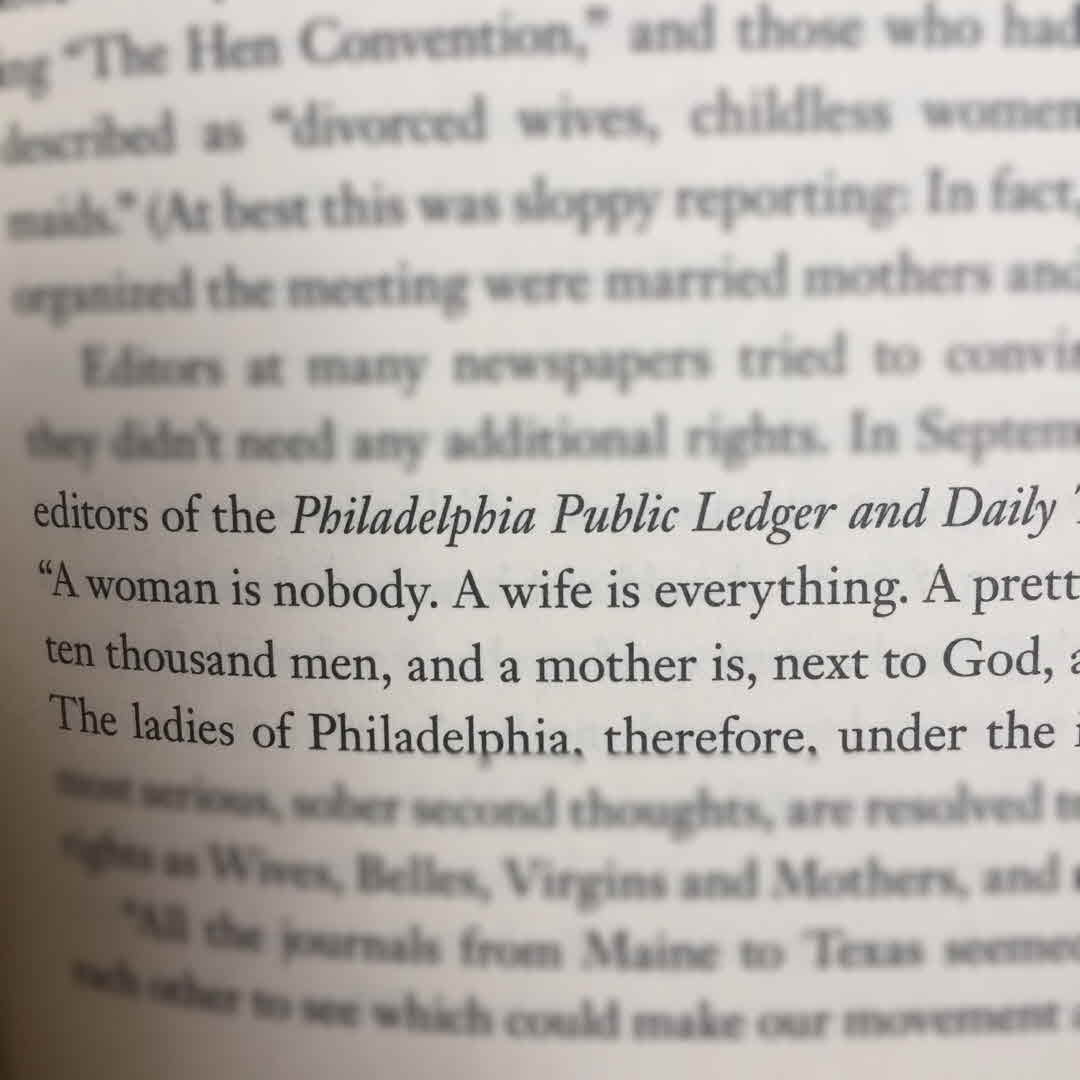 ing “The Hen Convention,” and those who had
described as “divorced wives, childless women
maids.” (At best this was sloppy reporting: In fact,
organized the meeting were married mothers and
Editors at many newspapers tried to
they didn’t need any additional rights. In
editors of the Philadelphia Public Ledger and Daily
“A woman is nobody. A wife is everything. A
ten thousand men, and a mother is, next to God,
The ladies of Philadelphia, therefore, under the
most serious, sober second thoughts, are resolved
rights as Wives, Belles, Virgins and Mothers, and
“All the journals from Maine to Texas seemed
each other to see which could make our movement